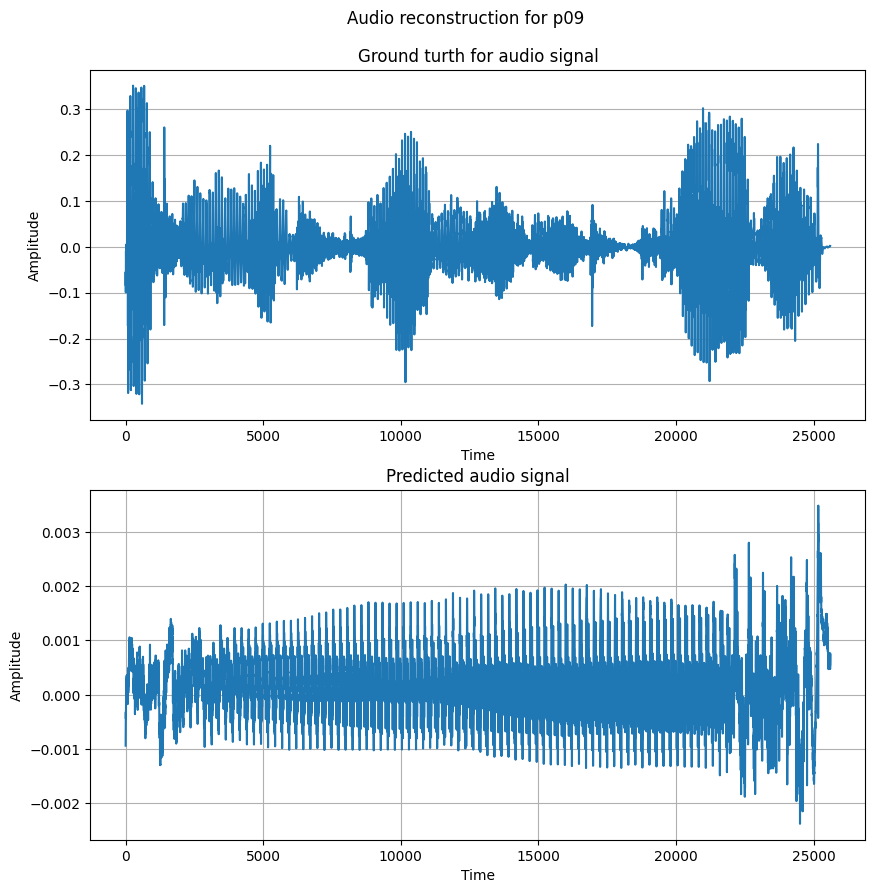 Audio reconstruction for p09
Ground turth for audio signal
0.3
0.2
0.1
0.0
−0.1
−0.2
−0.3
Amplitude
0 5000 10000 15000 20000 25000
Time
Predicted audio signal
0.003
0.002
0.001
0.000
−0.001
−0.002
Amplitude
0 5000 10000 15000 20000 25000
Time